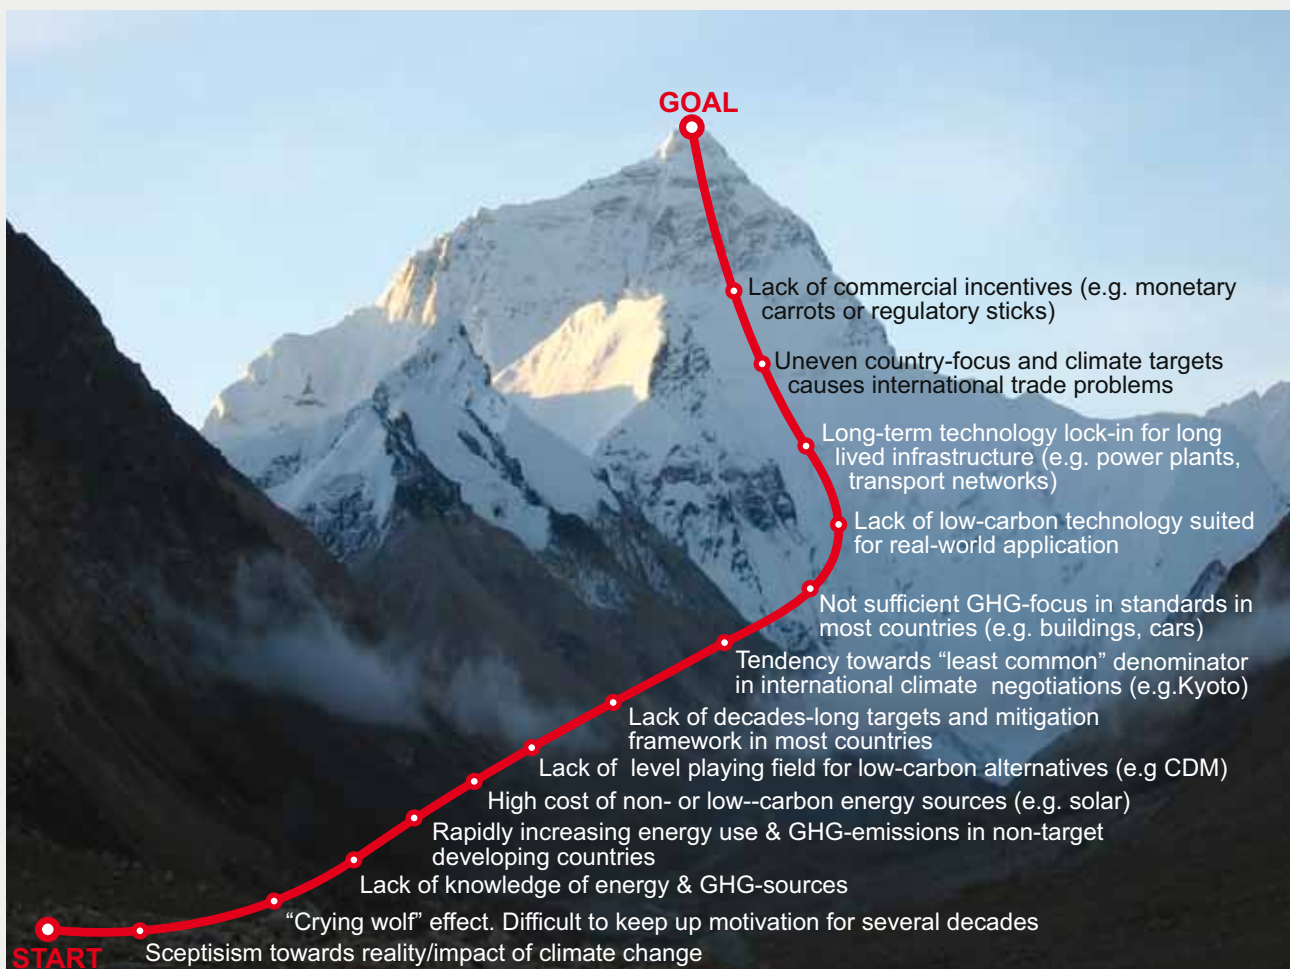 GOAL
Lack of commercial incentives (e.g. monetary
carrots or regulatory sticks)
Uneven country-focus and climate targets
causes international trade problems
Long-term technology lock-in for long
lived infrastructure (e.g. power plants,
transport networks)
Lack of low-carbon technology suited
for real-world application
Not sufficient GHG-focus in standards in
most countries (e.g. buildings, cars)
Tendency towards “least common” denominator
in international climate negotiations (e.g.Kyoto)
Lack of decades-long targets and mitigation
framework in most countries
Lack of level playing field for low-carbon alternatives (e.g CDM)
High cost of non- or low--carbon energy sources (e.g. solar)
Rapidly increasing energy use & GHG-emissions in non-target
developing countries
Lack of knowledge of energy & GHG-sources
“Crying wolf” effect. Difficult to keep up motivation for several decades
START
Sceptisism towards reality/impact of climate change